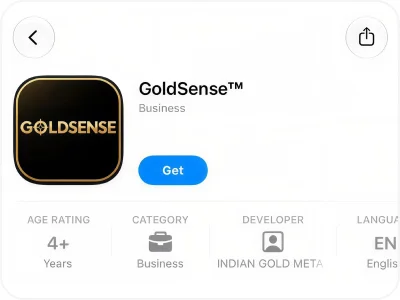 GOLDSENSE
GoldSense™
Business
Get
AGE RATING
4+
Years
CATEGORY
Business
DEVELOPER
INDIAN GOLD META
LANGUA
EN
Englis